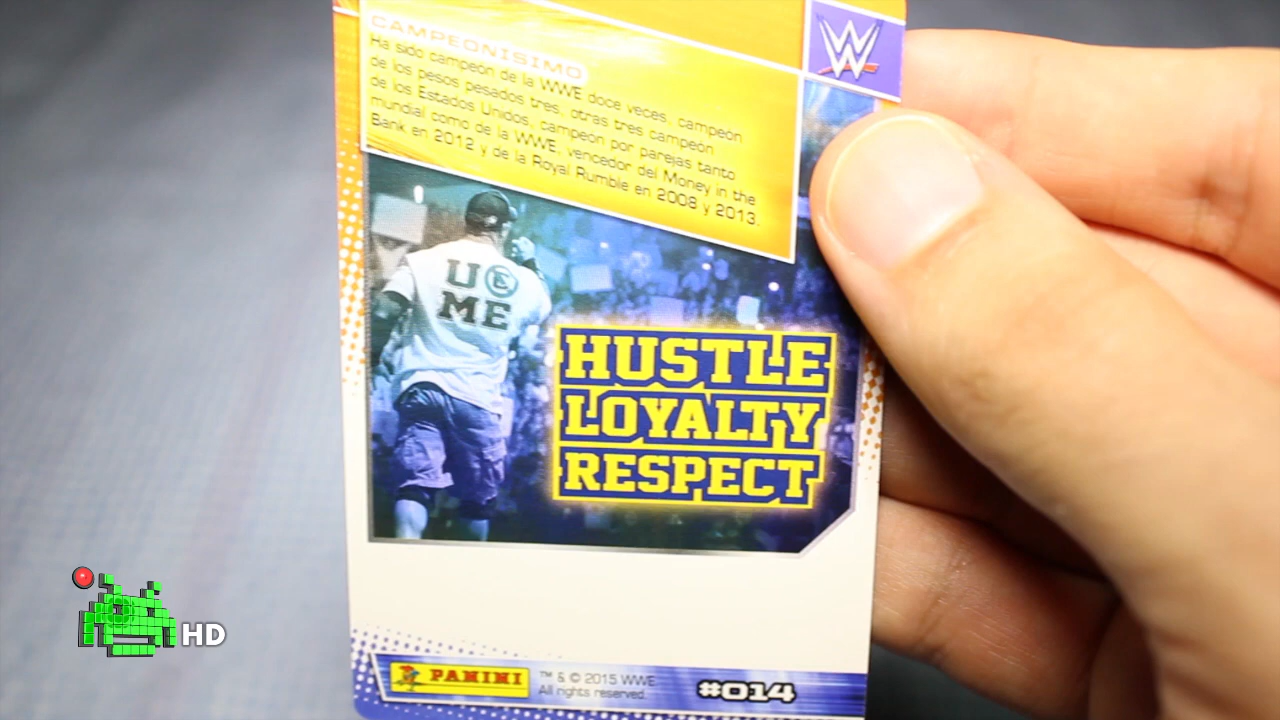 CAMPEONISIMO
Ha sido campeón de la WWE doce veces, campeón
de los pesos pesados tres, otras tres campeón
de los Estados Unidos, campeon por parejas tanto
mundial como de la WWE, vencedor del Money in the
Bank en 2012 y de la Royal Rumble en 2008 y 2013.
W
U C
ME
HUSTLE
LOYALTY
RESPECT
PANINI
™ & © 2015 WWE
All rights reserved.
#014
HD